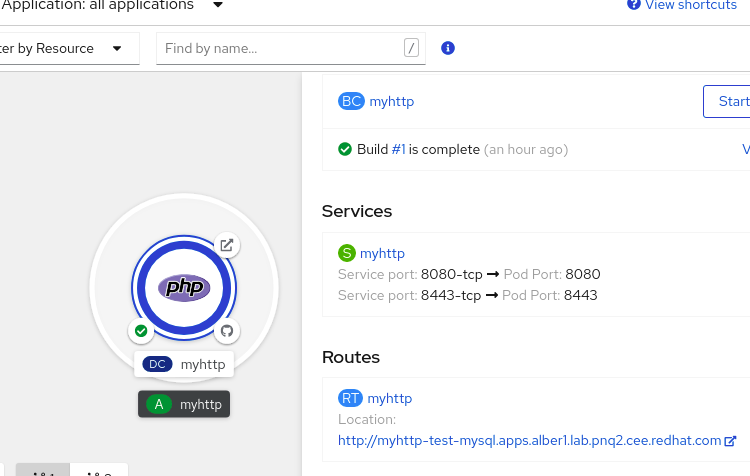 Application: all applications
View shortcuts
ter by Resource
Find by name...
/
BC myhttp
Start
Build #1 is complete (an hour ago)
Services
S myhttp
Service port: 8080-tcp → Pod Port: 8080
Service port: 8443-tcp → Pod Port: 8443
php
DC myhttp
A myhttp
Routes
RT myhttp
Location:
http://myhttp-test-mysql.apps.alber1.lab.pnq2.cee.redhat.com